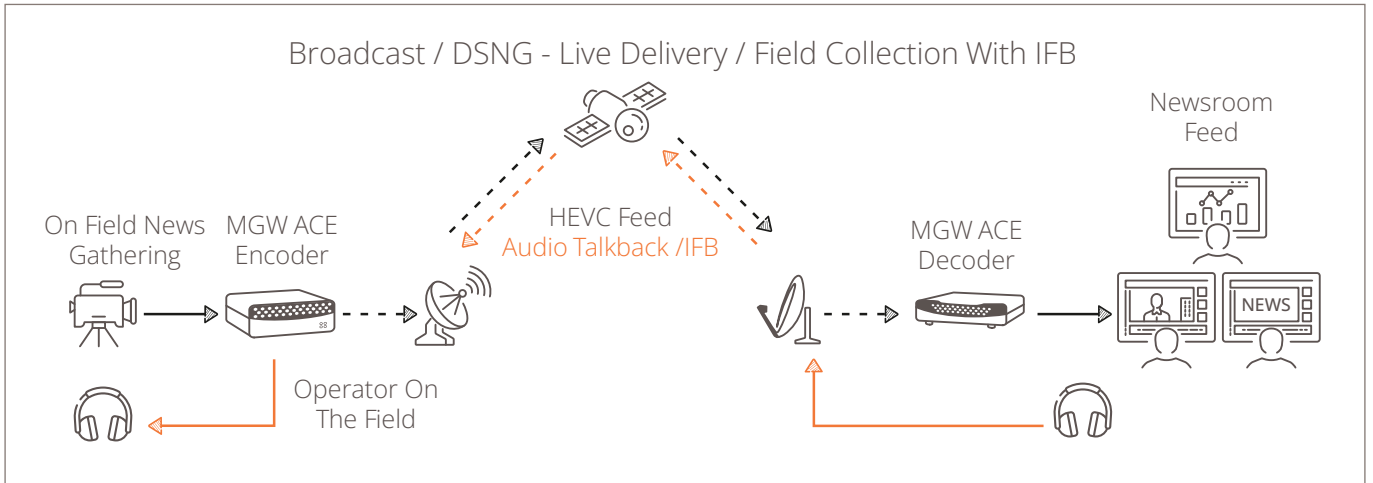 Broadcast / DSNG - Live Delivery / Field Collection With IFB
Newsroom
Feed
On Field News
Gathering
MGW ACE
Encoder
HEVC Feed
Audio Talkback /IFB
MGW ACE
Decoder
NEWS
Operator On
The Field